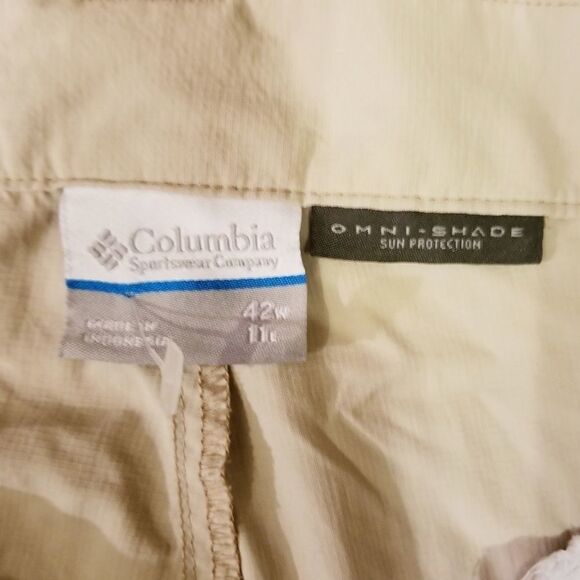 Columbia
Sportswear Company
42W
11L
MADE IN
INDONESIA
OMNI-SHADE
SUN PROTECTION